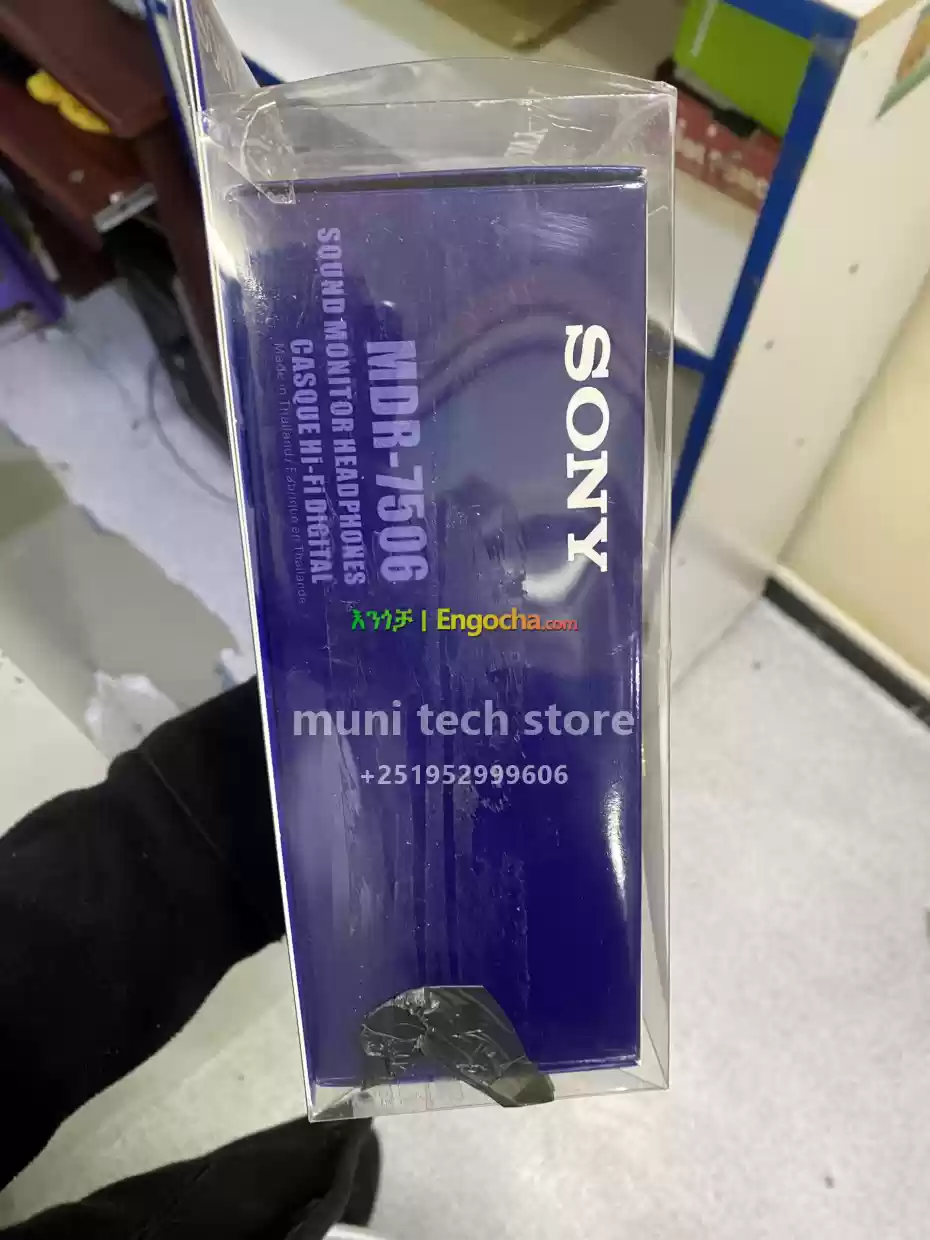 SONY
MDR-7506
SOUND MONITOR HEADPHONES
CASQUE Hi-Fi DIGITAL
Made in Thailand / Fabriqué en Thaïlande
እንጎቻ | Engocha.com
muni tech store
+251952999606